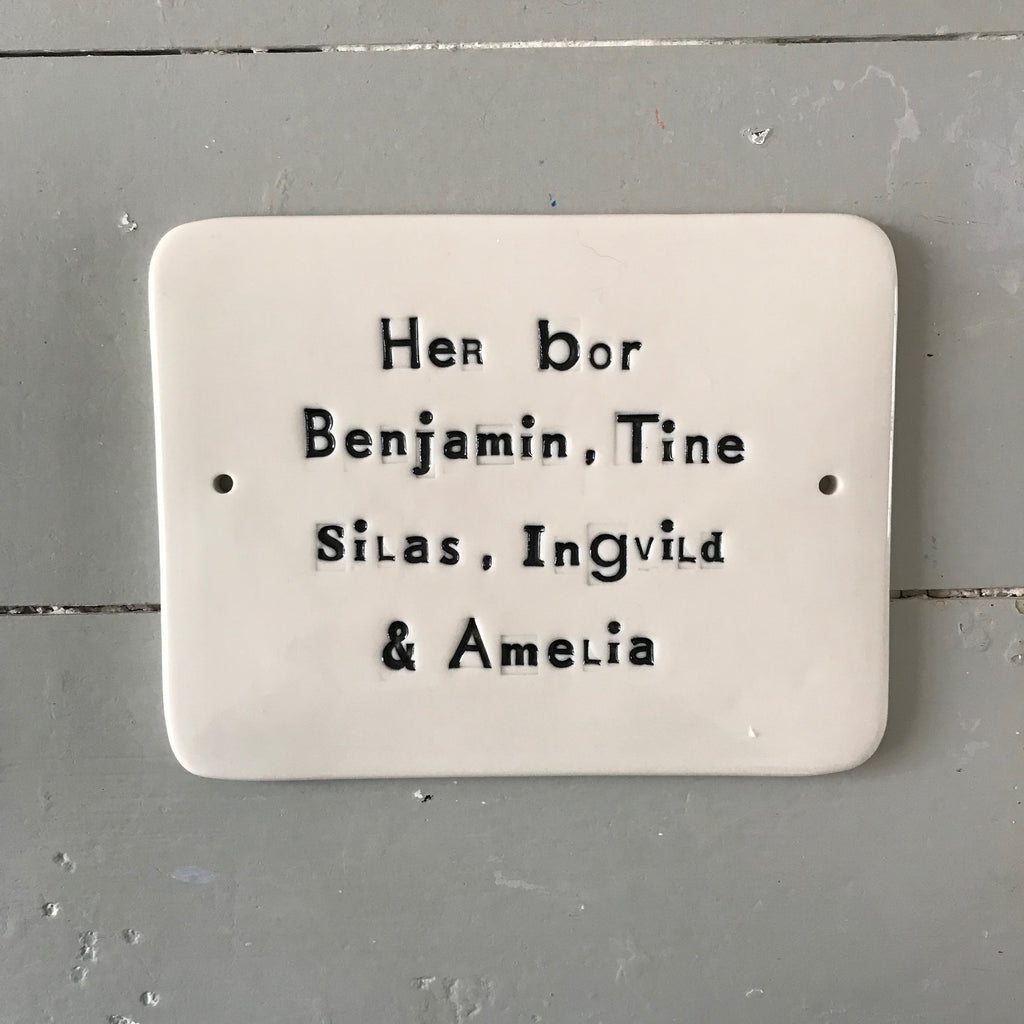 Her bor
Benjamin, Tine
Silas, Ingvild
& Amelia